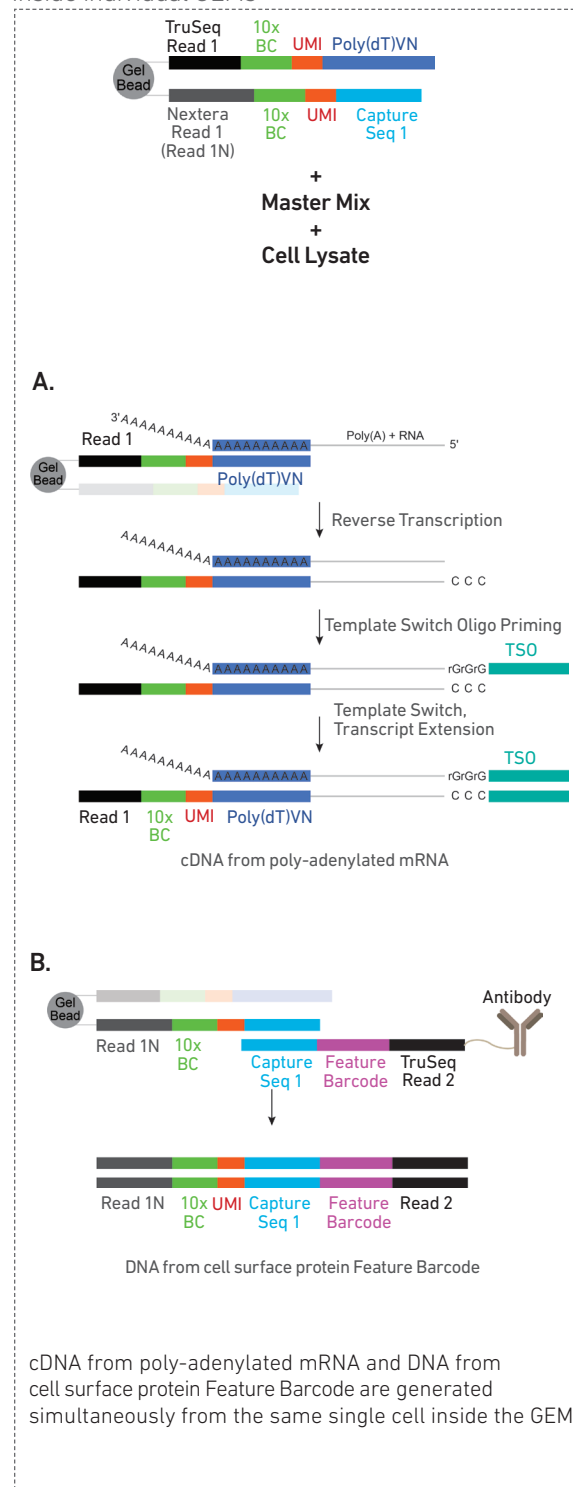 Inside Individual GEMs
TruSeq
Read 1
10x
BC
UMI
Poly(dT)VN
Gel
Bead
Nextera
Read 1
(Read 1N)
10x
BC
UMI
Capture
Seq 1
+
Master Mix
+
Cell Lysate
A.
3'AAAAAAAAAA
AAAAAAAAAA
Poly(A) + RNA
5'
Read 1
Gel
Bead
Poly(dT)VN
Reverse Transcription
AAAAAAAAAA
AAAAAAAAAA
C C C
Template Switch Oligo Priming
TSO
AAAAAAAAAA
AAAAAAAAAA
rGrGrG
C C C
Template Switch,
Transcript Extension
TSO
AAAAAAAAAA
AAAAAAAAAA
rGrGrG
C C C
Read 1
10x
BC
UMI
Poly(dT)VN
cDNA from poly-adenylated mRNA
B.
Gel
Bead
Antibody
Read 1N
10x
BC
Capture
Seq 1
Feature
Barcode
TruSeq
Read 2
Read 1N
10x
BC
UMI
Capture
Seq 1
Feature
Barcode
Read 2
DNA from cell surface protein Feature Barcode
cDNA from poly-adenylated mRNA and DNA from
cell surface protein Feature Barcode are generated
simultaneously from the same single cell inside the GEM